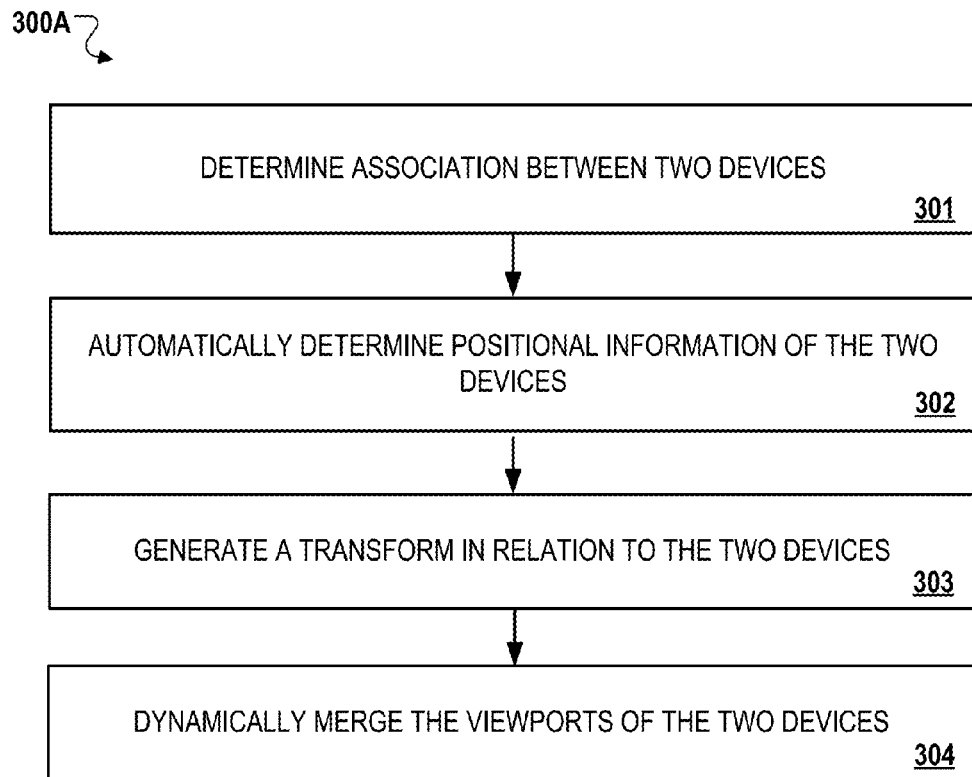 300A
DETERMINE ASSOCIATION BETWEEN TWO DEVICES
301
AUTOMATICALLY DETERMINE POSITIONAL INFORMATION OF THE TWO
DEVICES
302
GENERATE A TRANSFORM IN RELATION TO THE TWO DEVICES
303
DYNAMICALLY MERGE THE VIEWPORTS OF THE TWO DEVICES
304